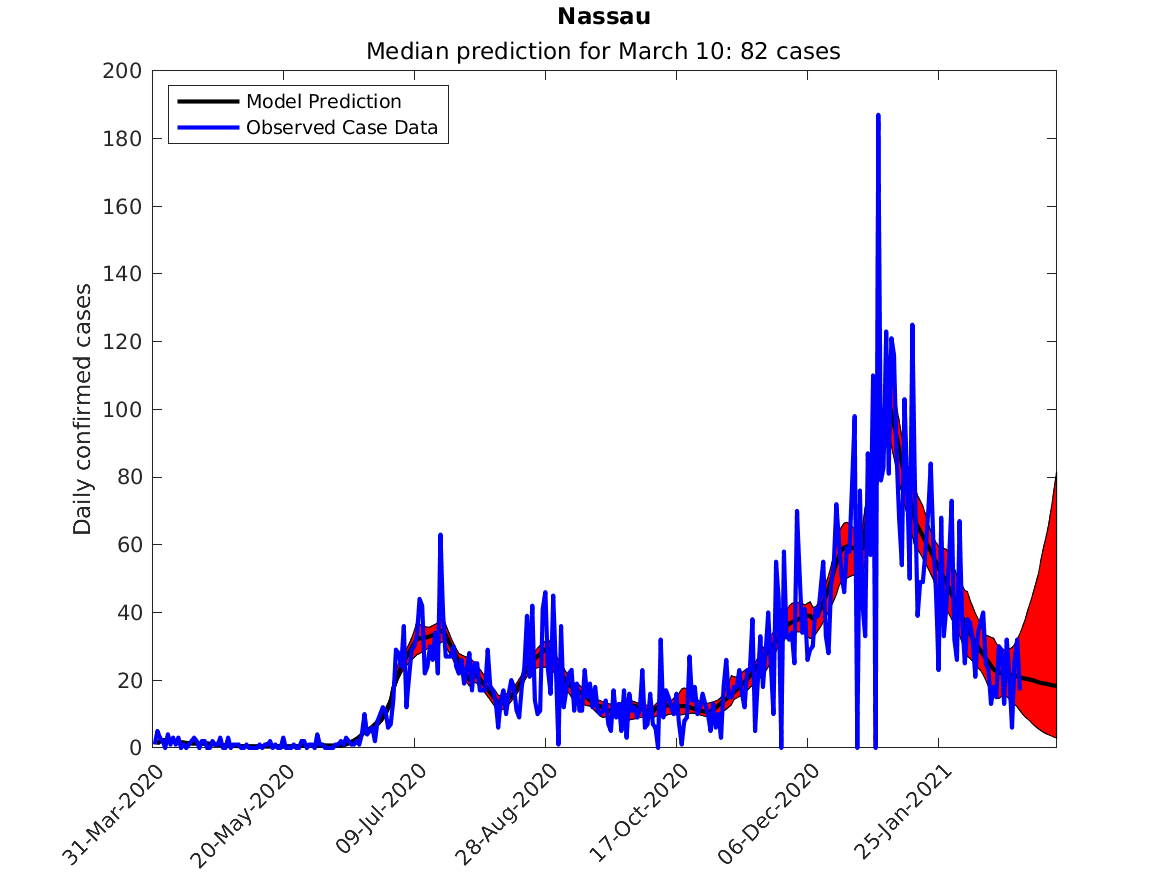 Nassau
Median prediction for March 10: 82 cases
Model Prediction
Observed Case Data
Daily confirmed cases
200
180
160
140
120
100
80
60
40
20
0
31-Mar-2020
20-May-2020
09-Jul-2020
28-Aug-2020
17-Oct-2020
06-Dec-2020
25-Jan-2021